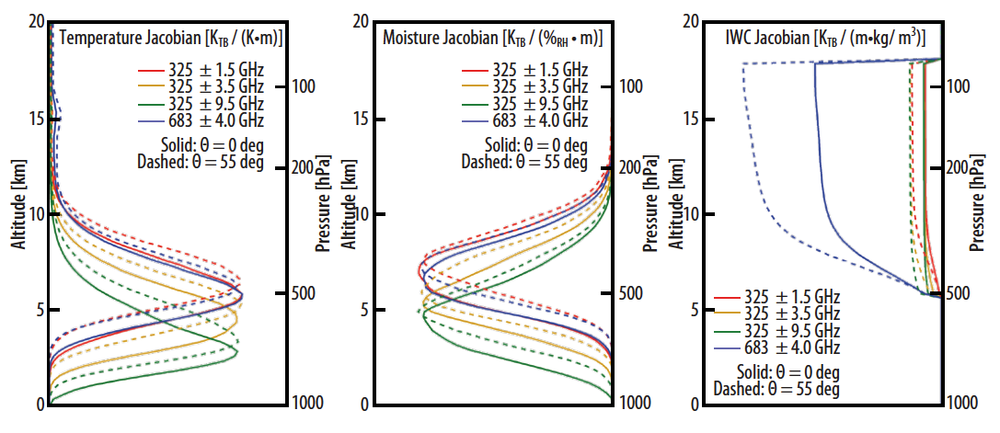 Temperature Jacobian [K_TB / (K•m)]
325 ± 1.5 GHz
325 ± 3.5 GHz
325 ± 9.5 GHz
683 ± 4.0 GHz
Solid: θ = 0 deg
Dashed: θ = 55 deg
20
15
10
5
0
Altitude [km]
100
200
500
1000
Pressure [hPa]
Moisture Jacobian [K_TB / (%_RH • m)]
325 ± 1.5 GHz
325 ± 3.5 GHz
325 ± 9.5 GHz
683 ± 4.0 GHz
Solid: θ = 0 deg
Dashed: θ = 55 deg
20
15
10
5
0
Altitude [km]
100
200
500
1000
Pressure [hPa]
IWC Jacobian [K_TB / (m•kg/ m³)]
20
15
10
5
0
Altitude [km]
100
200
500
1000
Pressure [hPa]
325 ± 1.5 GHz
325 ± 3.5 GHz
325 ± 9.5 GHz
683 ± 4.0 GHz
Solid: θ = 0 deg
Dashed: θ = 55 deg